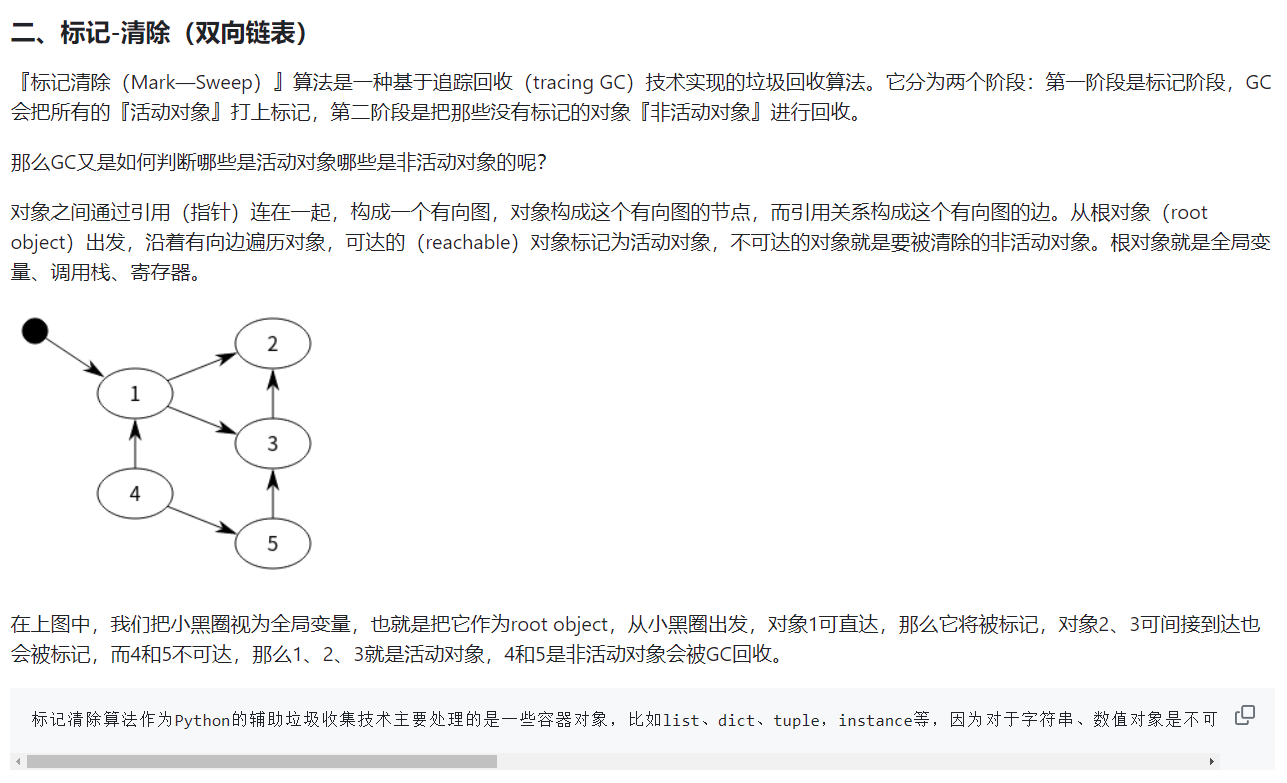 二、标记-清除（双向链表）
『标记清除（Mark—Sweep）』算法是一种基于追踪回收（tracing GC）技术实现的垃圾回收算法。它分为两个阶段：第一阶段是标记阶段，GC
会把所有的『活动对象』打上标记，第二阶段是把那些没有标记的对象『非活动对象』进行回收。
那么GC又是如何判断哪些是活动对象哪些是非活动对象的呢？
对象之间通过引用（指针）连在一起，构成一个有向图，对象构成这个有向图的节点，而引用关系构成这个有向图的边。从根对象（root
object）出发，沿着有向边遍历对象，可达的（reachable）对象标记为活动对象，不可达的对象就是要被清除的非活动对象。根对象就是全局变
量、调用栈、寄存器。
2
1
3
4
5
在上图中，我们把小黑圈视为全局变量，也就是把它作为root object，从小黑圈出发，对象1可直达，那么它将被标记，对象2、3可间接到达也
会被标记，而4和5不可达，那么1、2、3就是活动对象，4和5是非活动对象会被GC回收。
标记清除算法作为Python的辅助垃圾收集技术主要处理的是一些容器对象，比如list、dict、tuple，instance等，因为对于字符串、数值对象是不可